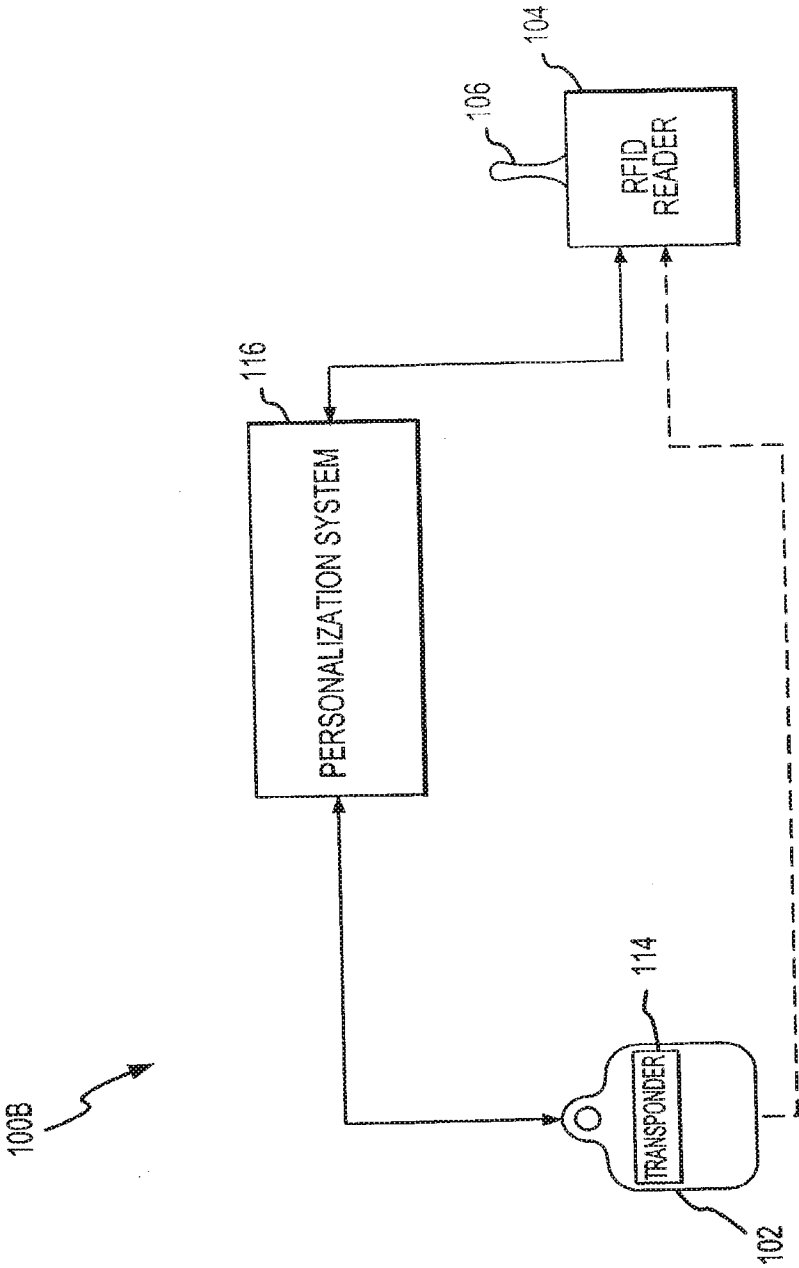 100B
116
PERSONALIZATION SYSTEM
106
104
RFID
READER
114
TRANSPONDER
102